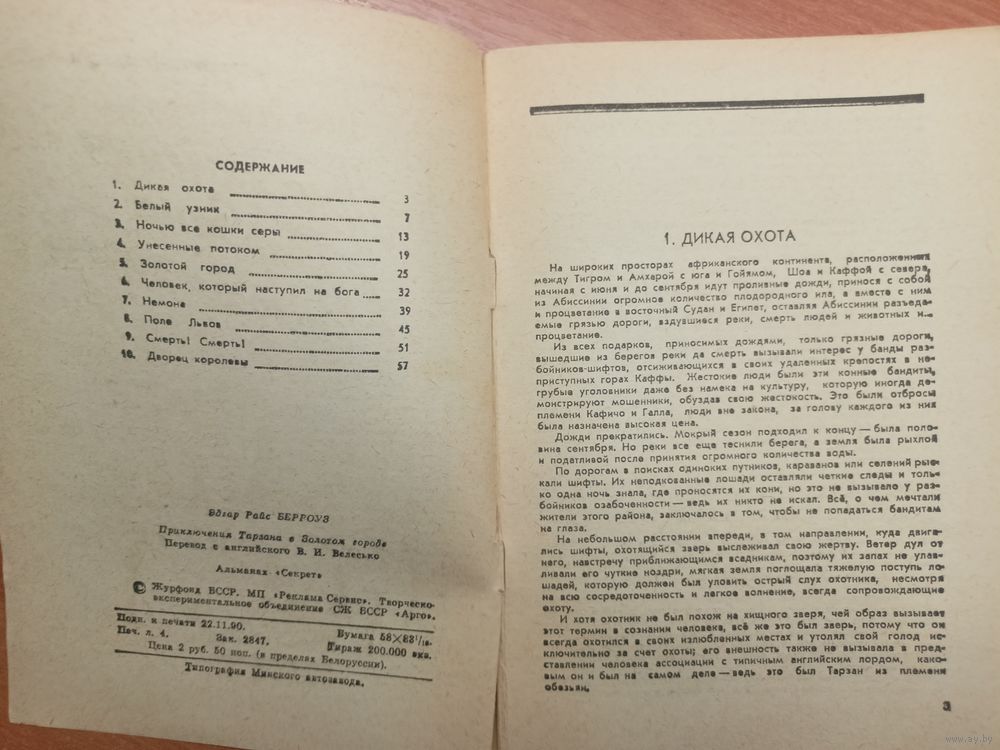 СОДЕРЖАНИЕ
1. Дикая охота 3
2. Белый узник 7
3. Ночью все кошки серы 13
4. Унесенные потоком 19
5. Золотой город 25
6. Человек, который наступил на бога 32
7. Немона 39
8. Поле Львов 45
9. Смерть! Смерть! 51
10. Дворец королевы 57
Эдгар Райс БЕРРОУЗ
Приключения Тарзана в Золотом городе
Перевод с английского В. И. Велесько
Альманах «Секрет»
© Журфонд БССР. МП «Реклама Сервис». Творческо-
экспериментальное объединение СЖ БССР «Арго».
Подп. к печати 22.11.90. Бумага 58×83 1/16.
Печ. л. 4. Зак. 2847. Тираж 200.000 экз.
Цена 2 руб. 50 коп. (в пределах Белоруссии).
Типография Минского автозавода.
1. ДИКАЯ ОХОТА
На широких просторах африканского континента, расположенных
между Тигром и Амхарой с юга и Гойямом, Шоа и Каффой с севера,
начиная с июня и до сентября идут проливные дожди, принося с собой
из Абиссинии огромное количество плодородного ила, а вместе с ним
и процветание в восточный Судан и Египет, оставляя Абиссинии разъеда-
емые грязью дороги, вздувшиеся реки, смерть людей и животных и—
процветание.
Из всех подарков, приносимых дождями, только грязные дороги,
вышедшие из берегов реки да смерть вызывали интерес у банды раз-
бойников-шифтов, отсиживающихся в своих удаленных крепостях в не-
приступных горах Каффы. Жестокие люди были эти конные бандиты,
грубые уголовники даже без намека на культуру, которую иногда де-
монстрируют мошенники, обуздав свою жестокость. Это были отбросы
племени Кафичо и Галла, люди вне закона, за голову каждого из них
была назначена высокая цена.
Дожди прекратились. Мокрый сезон подходил к концу — была поло-
вина сентября. Но реки все еще теснили берега, а земля была рыхлой
и податливой после принятия огромного количества воды.
По дорогам в поисках одиноких путников, караванов или селений рыс-
кали шифты. Их неподкованные лошади оставляли четкие следы и толь-
ко одна ночь знала, где проносятся их кони, но это не вызывало у раз-
бойников озабоченности — ведь их никто не искал. Всё, о чем мечтали
жители этого района, заключалось в том, чтобы не попадаться бандитам
на глаза.
На небольшом расстоянии впереди, в том направлении, куда двига-
лись шифты, охотящийся зверь выслеживал свою жертву. Ветер дул от
него, навстречу приближающимся всадникам, поэтому их запах не улав-
ливали его чуткие ноздри, мягкая земля поглощала тяжелую поступь ло-
шадей, которую должен был уловить острый слух охотника, несмотря
на всю сосредоточенность и легкое волнение, всегда сопровождающие
охоту.
И хотя охотник не был похож на хищного зверя, чей образ вызывает
этот термин в сознании человека, всё же это был зверь, потому что он
всегда охотился в своих излюбленных местах и утолял свой голод ис-
ключительно за счет охоты; его внешность также не вызывала в пред-
ставлении человека ассоциации с типичным английским лордом, како-
вым он и был на самом деле — ведь это был Тарзан из племени
обезьян.
3
www.ay.by